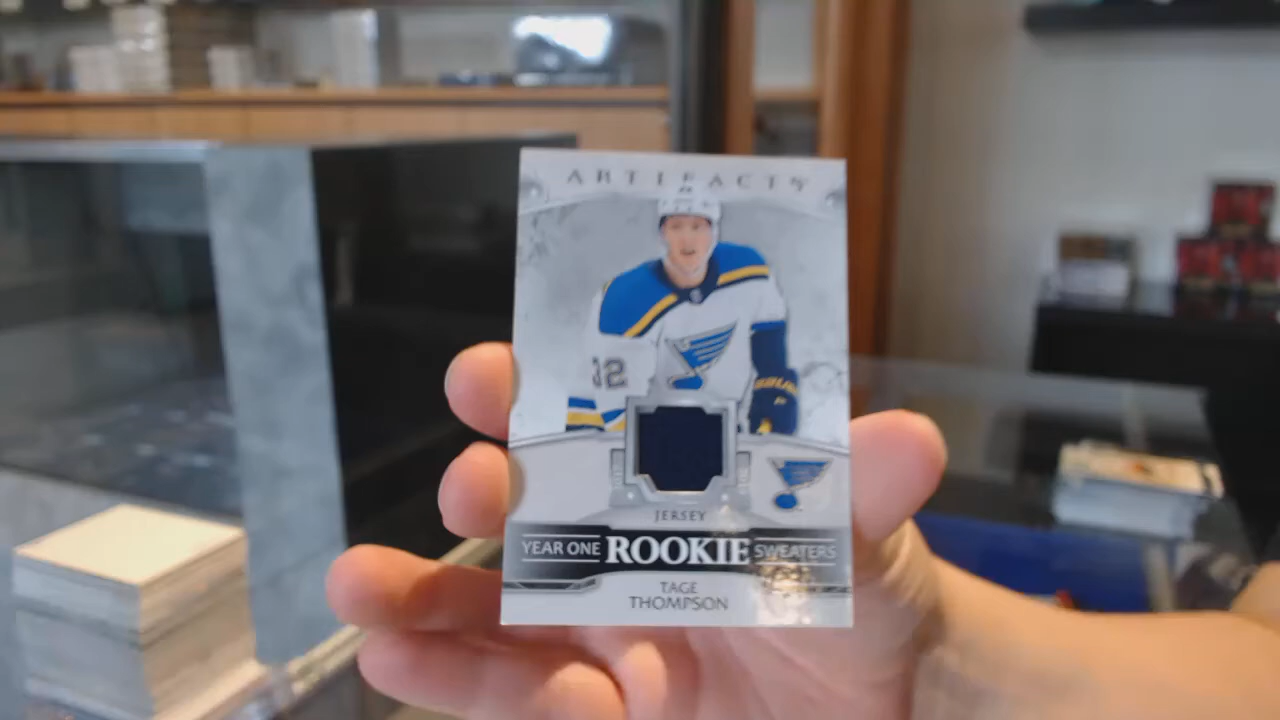 ARTIFACTS
32
JERSEY
YEAR ONE ROOKIE SWEATERS
TAGE
THOMPSON